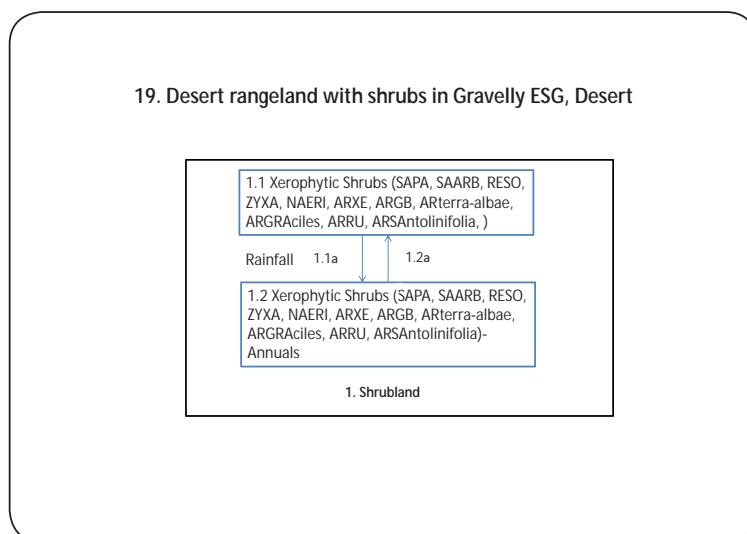 19. Desert rangeland with shrubs in Gravelly ESG, Desert
1.1 Xerophytic Shrubs (SAPA, SAARB, RESO,
ZYXA, NAERI, ARXE, ARGB, ARterra-albae,
ARGRAciles, ARRU, ARSAntolinifolia, )
Rainfall 1.1a 1.2a
1.2 Xerophytic Shrubs (SAPA, SAARB, RESO,
ZYXA, NAERI, ARXE, ARGB, ARterra-albae,
ARGRAciles, ARRU, ARSAntolinifolia)-
Annuals
1. Shrubland